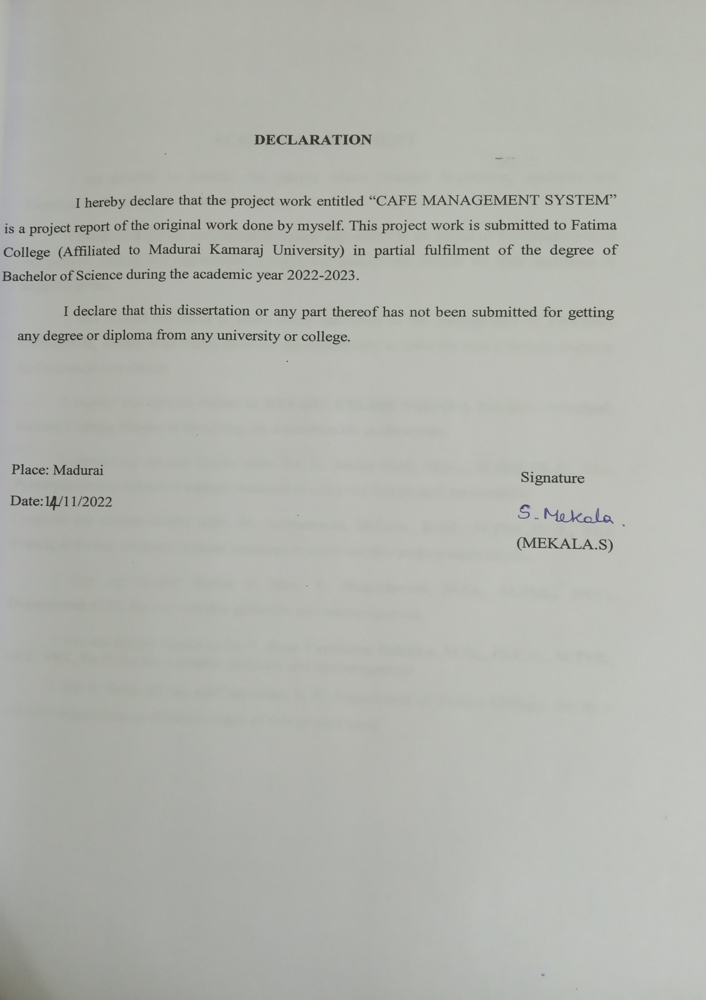 DECLARATION
I hereby declare that the project work entitled “CAFE MANAGEMENT SYSTEM”
is a project report of the original work done by myself. This project work is submitted to Fatima
College (Affiliated to Madurai Kamaraj University) in partial fulfilment of the degree of
Bachelor of Science during the academic year 2022-2023.
I declare that this dissertation or any part thereof has not been submitted for getting
any degree or diploma from any university or college.
Place: Madurai
Signature
Date:14/11/2022
S. Mekala.
(MEKALA.S)